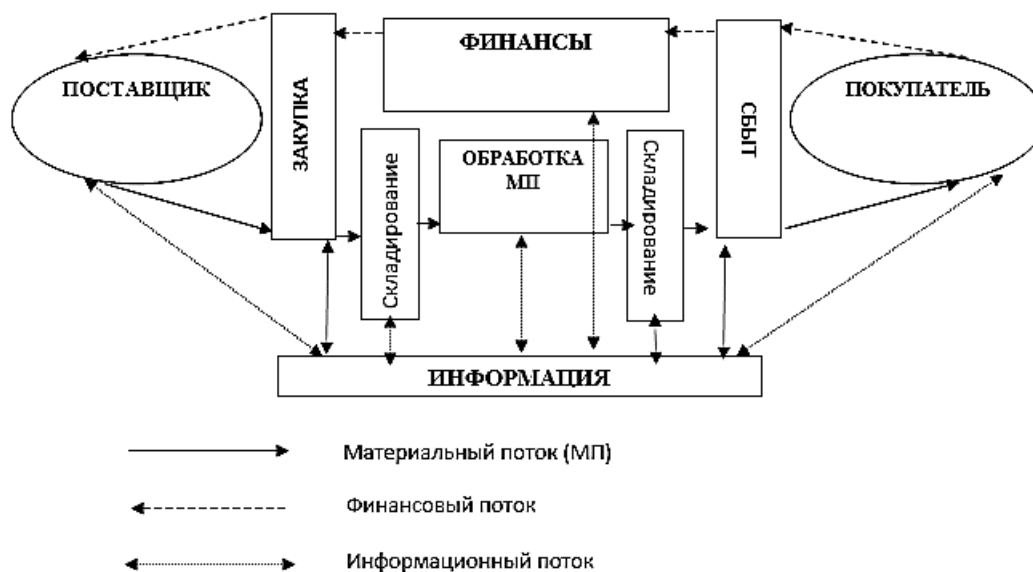 ФИНАНСЫ
ПОСТАВЩИК
ЗАКУПКА
СБЫТ
ПОКУПАТЕЛЬ
Складирование
ОБРАБОТКА
МП
Складирование
ИНФОРМАЦИЯ
Материальный поток (МП)
Финансовый поток
Информационный поток